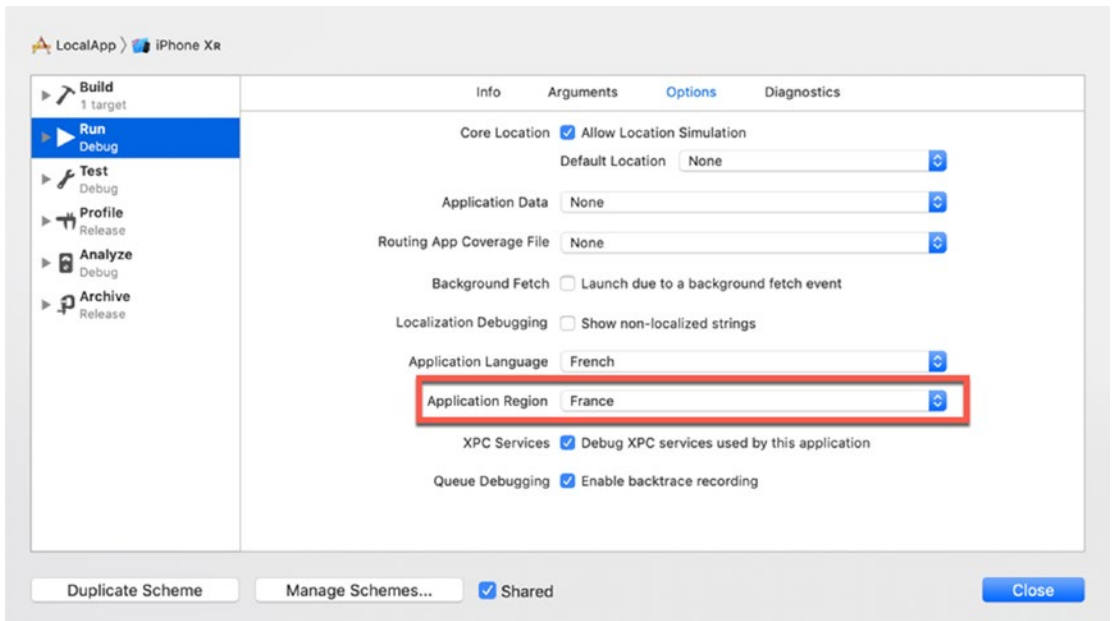 LocalApp 〉 iPhone XR
Build
1 target
Run
Debug
Test
Debug
Profile
Release
Analyze
Debug
Archive
Release
Info Arguments Options Diagnostics
Core Location Allow Location Simulation
Default Location None
Application Data None
Routing App Coverage File None
Background Fetch Launch due to a background fetch event
Localization Debugging Show non-localized strings
Application Language French
Application Region France
XPC Services Debug XPC services used by this application
Queue Debugging Enable backtrace recording
Duplicate Scheme Manage Schemes... Shared Close